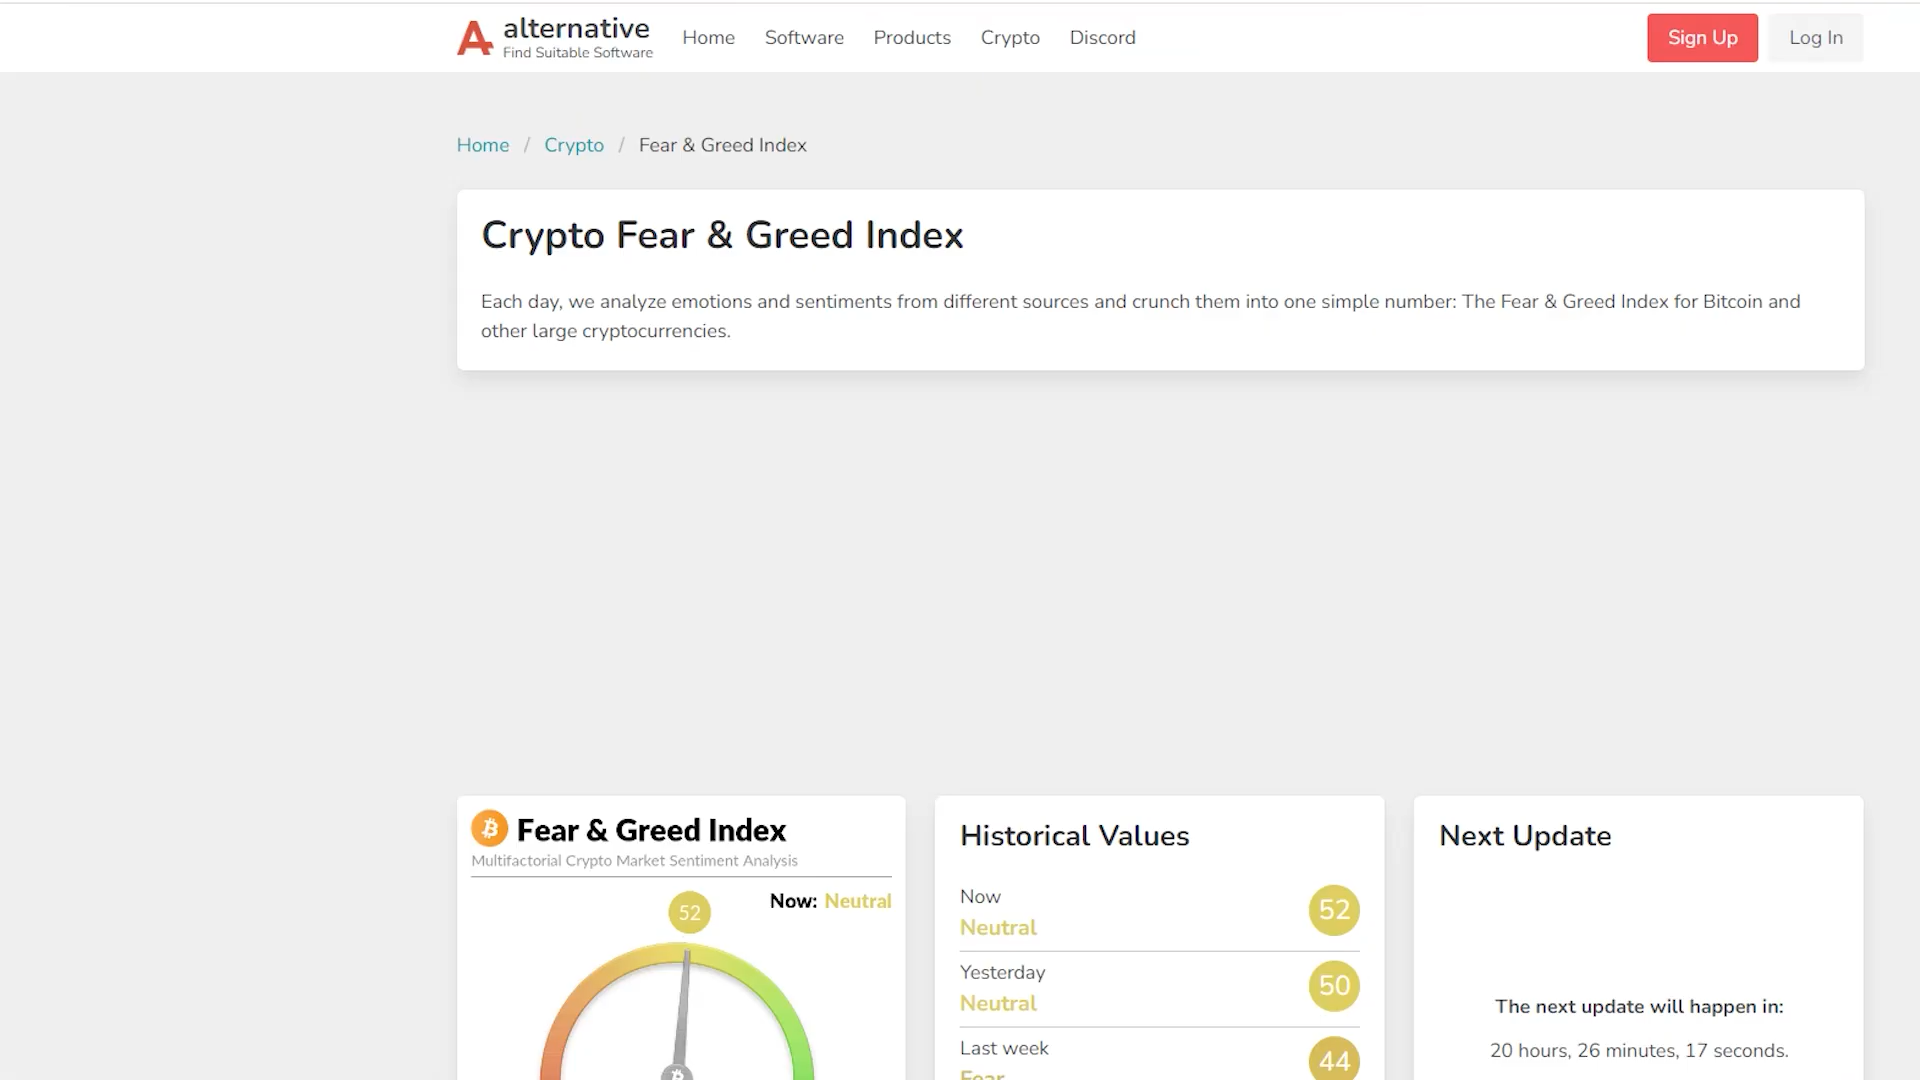 alternative
Find Suitable Software
Home
Software
Products
Crypto
Discord
Sign Up
Log In
Home / Crypto / Fear & Greed Index
Crypto Fear & Greed Index
Each day, we analyze emotions and sentiments from different sources and crunch them into one simple number: The Fear & Greed Index for Bitcoin and
other large cryptocurrencies.
Fear & Greed Index
Multifactorial Crypto Market Sentiment Analysis
Now: Neutral
52
Historical Values
Now
Neutral
52
Yesterday
Neutral
50
Last week
Fear
44
Next Update
The next update will happen in:
20 hours, 26 minutes, 17 seconds.